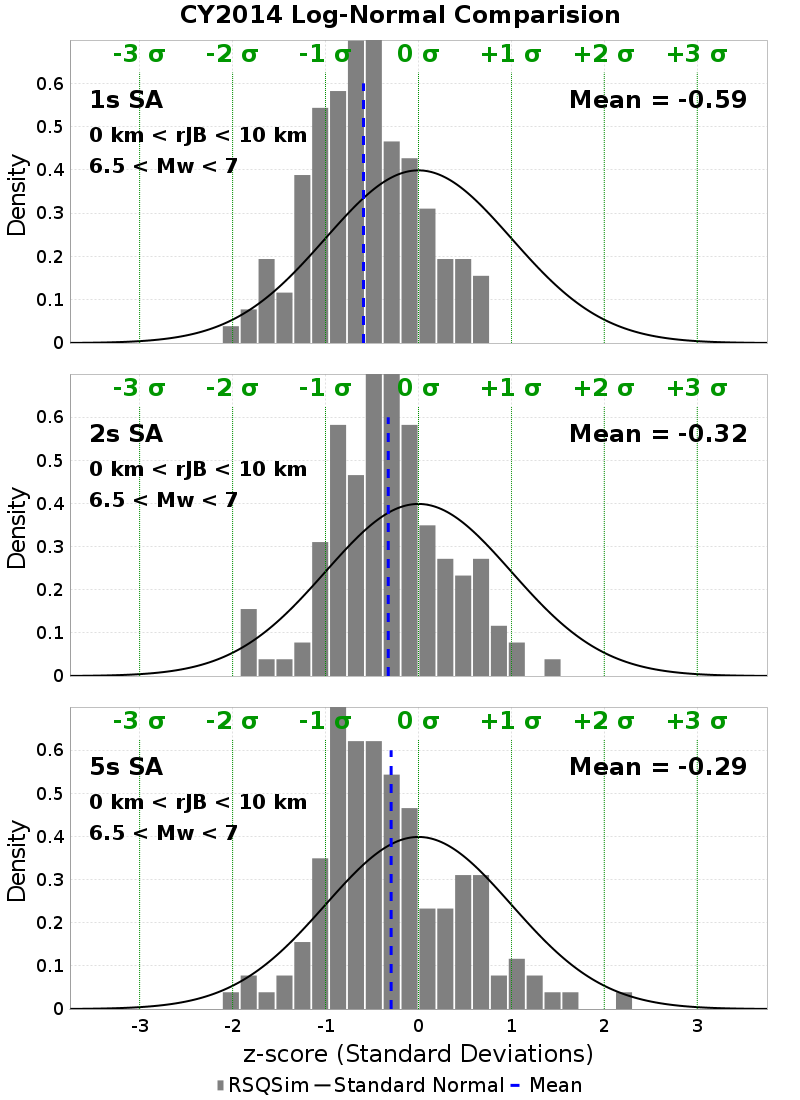 CY2014 Log-Normal Comparision
-3 σ -2 σ -1 σ 0 σ +1 σ +2 σ +3 σ
1s SA Mean = -0.59
0 km < rJB < 10 km
6.5 < Mw < 7
Density
0.6
0.5
0.4
0.3
0.2
0.1
0
-3 σ -2 σ -1 σ 0 σ +1 σ +2 σ +3 σ
2s SA Mean = -0.32
0 km < rJB < 10 km
6.5 < Mw < 7
Density
0.6
0.5
0.4
0.3
0.2
0.1
0
-3 σ -2 σ -1 σ 0 σ +1 σ +2 σ +3 σ
5s SA Mean = -0.29
0 km < rJB < 10 km
6.5 < Mw < 7
Density
0.6
0.5
0.4
0.3
0.2
0.1
0
-3 -2 -1 0 1 2 3
z-score (Standard Deviations)
RSQSim Standard Normal Mean